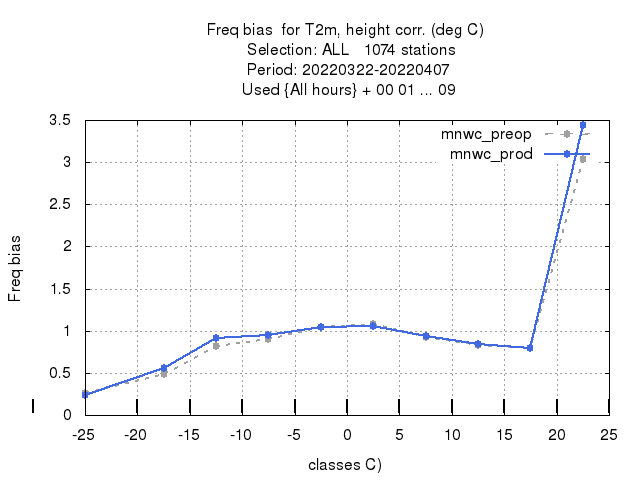 Freq bias  for T2m, height corr. (deg C)
Selection: ALL   1074 stations
Period: 20220322-20220407
Used {All hours} + 00 01 ... 09
mnwc_preop
mnwc_prod
Freq bias
3.5
3
2.5
2
1.5
1
0.5
0
-25 -20 -15 -10 -5 0 5 10 15 20 25
classes C)